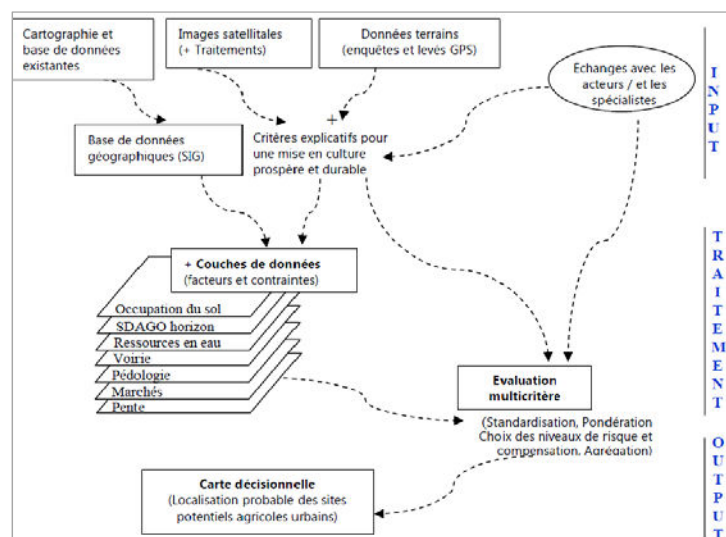 Cartographie et
base de données
existantes
Images satellitales
(+ Traitements)
Données terrains
(enquêtes et levés GPS)
Echanges avec les
acteurs / et les
spécialistes
INPUT
Base de données
géographiques (SIG)
+
Critères explicatifs pour
une mise en culture
prospère et durable
+ Couches de données
(facteurs et contraintes)
Occupation du sol
SDAGO horizon
Ressources en eau
Voirie
Pédologie
Marchés
Pente
TRAITEMENT
Evaluation
multicritère
(Standardisation, Pondération
Choix des niveaux de risque et
compensation, Agrégation)
Carte décisionnelle
(Localisation probable des sites
potentiels agricoles urbains)
OUTPUT